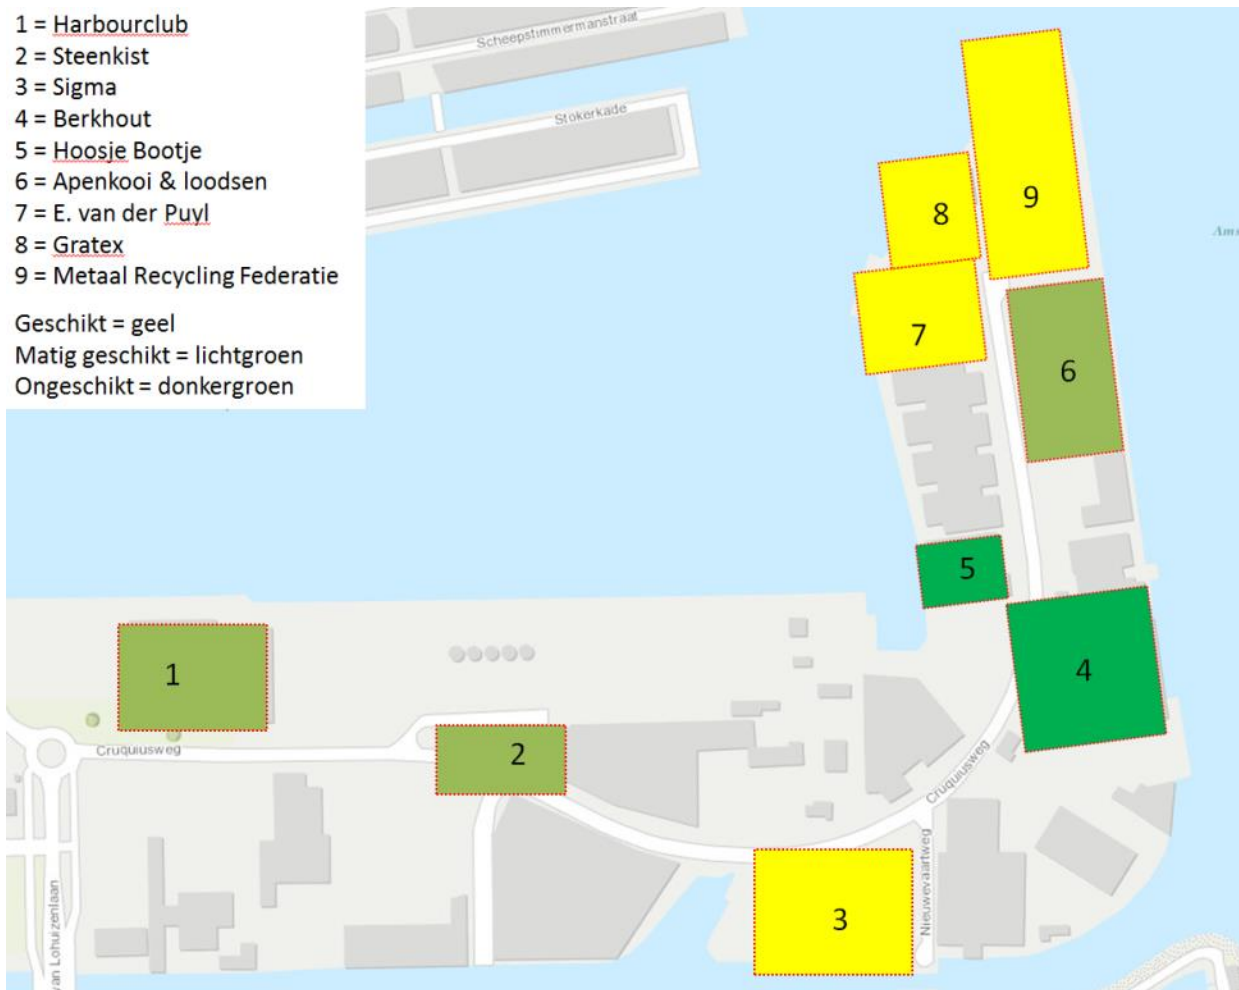 1 = Harbourclub
2 = Steenkist
3 = Sigma
4 = Berkhout
5 = Hoosje Bootje
6 = Apenkooi & loodsen
7 = E. van der Puyl
8 = Gratex
9 = Metaal Recycling Federatie
Geschikt = geel
Matig geschikt = lichtgroen
Ongeschikt = donkergroen
Scheepstimmermanstraat
Stokerkade
9
8
Ams
7
6
5
1
4
2
Cruquiusweg
Cruquiusweg
3
Nieuwevaartweg
van Lohuizenlaan